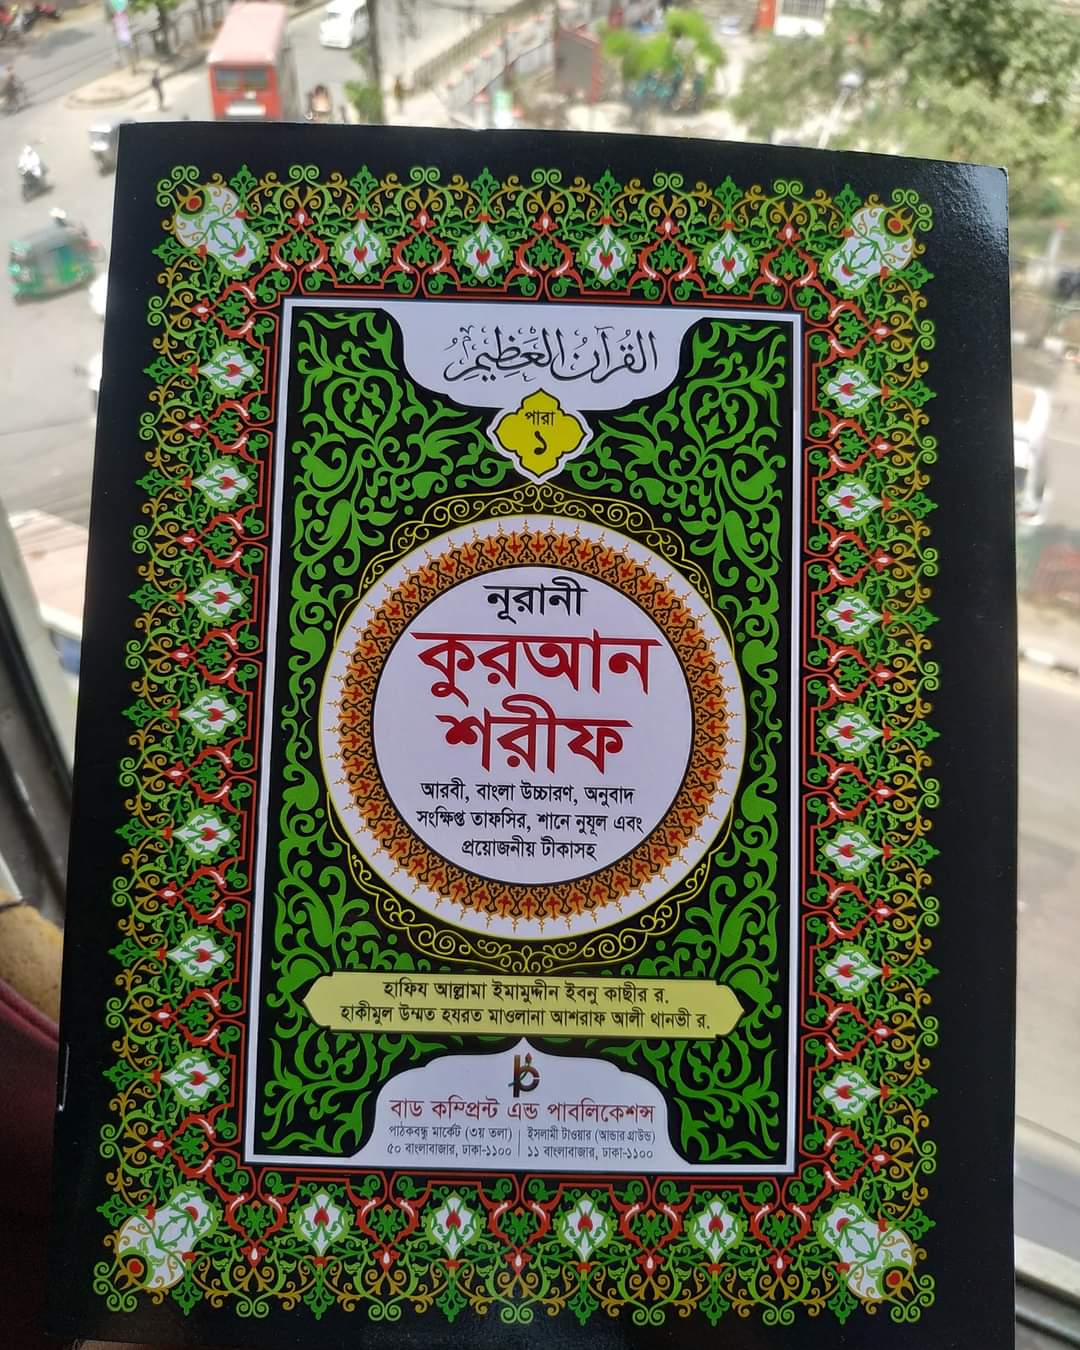 القرآن العظيم
পারা
১
নূরানী
কুরআন
শরীফ
আরবী, বাংলা উচ্চারণ, অনুবাদ
সংক্ষিপ্ত তাফসির, শানে নুযূল এবং
প্রয়োজনীয় টীকাসহ
হাফিয আল্লামা ইমামুদ্দীন ইবনু কাছীর র.
হাকীমুল উম্মত হযরত মাওলানা আশরাফ আলী থানভী র.
বাড কম্প্রিন্ট এন্ড পাবলিকেশন্স
পাঠকবন্ধু মার্কেট (৩য় তলা) | ইসলামী টাওয়ার (আন্ডার গ্রাউন্ড)
৫০ বাংলাবাজার, ঢাকা-১১০০ | ১১ বাংলাবাজার, ঢাকা-১১০০